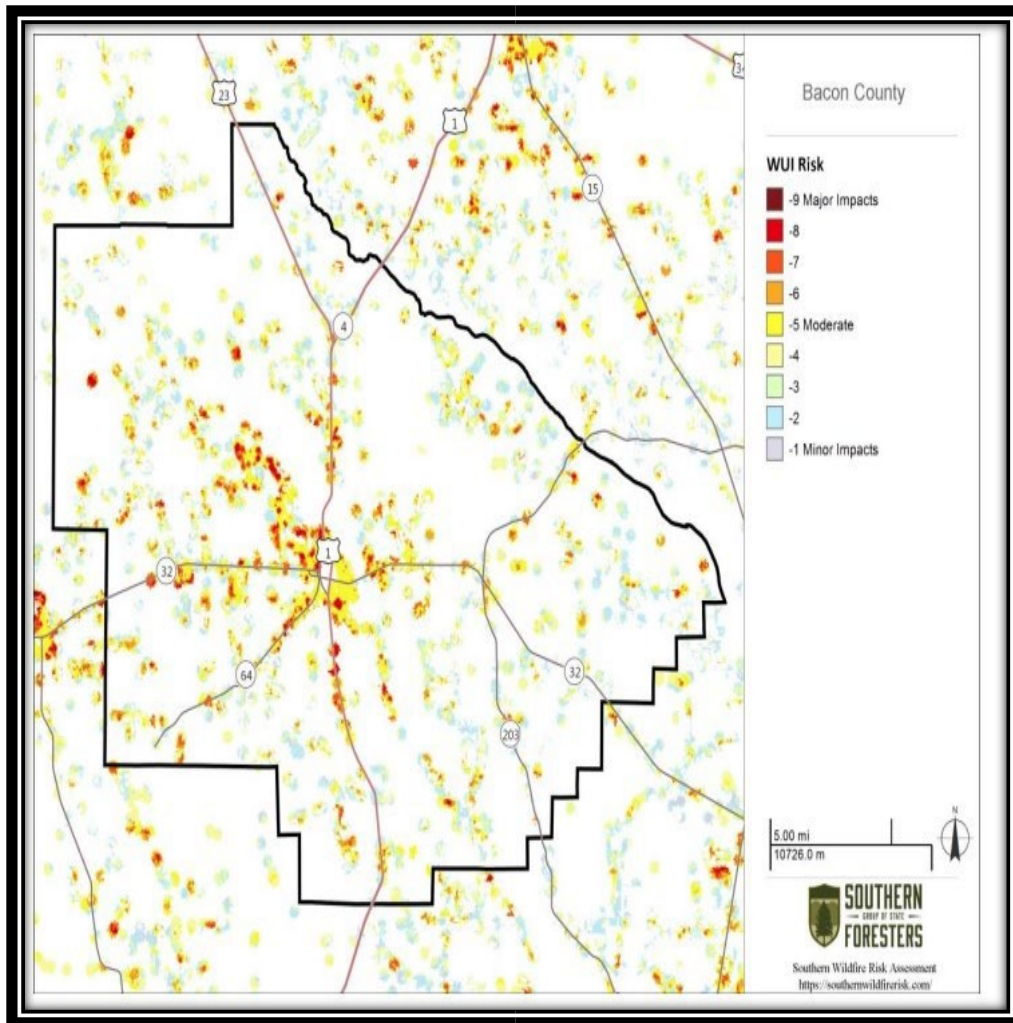 Bacon County
WUI Risk
-9 Major Impacts
-8
-7
-6
-5 Moderate
-4
-3
-2
-1 Minor Impacts
23
1
15
4
1
32
64
32
203
N
5.00 mi
10726.0 m
SOUTHERN
GROUP OF STATE
FORESTERS
Southern Wildfire Risk Assessment
https://southernwildfirerisk.com/